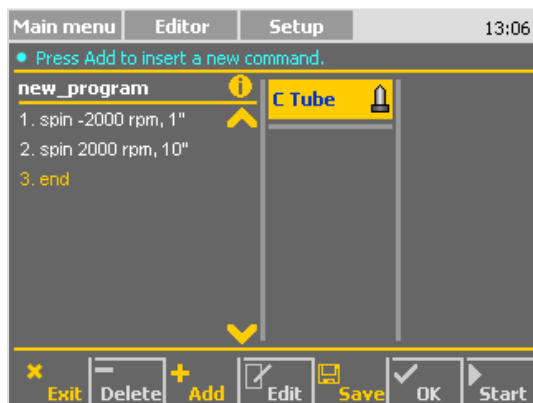 Main menu Editor Setup 13:06
Press Add to insert a new command.
new_program
C Tube
1. spin -2000 rpm, 1"
2. spin 2000 rpm, 10"
3. end
Exit Delete Add Edit Save OK Start